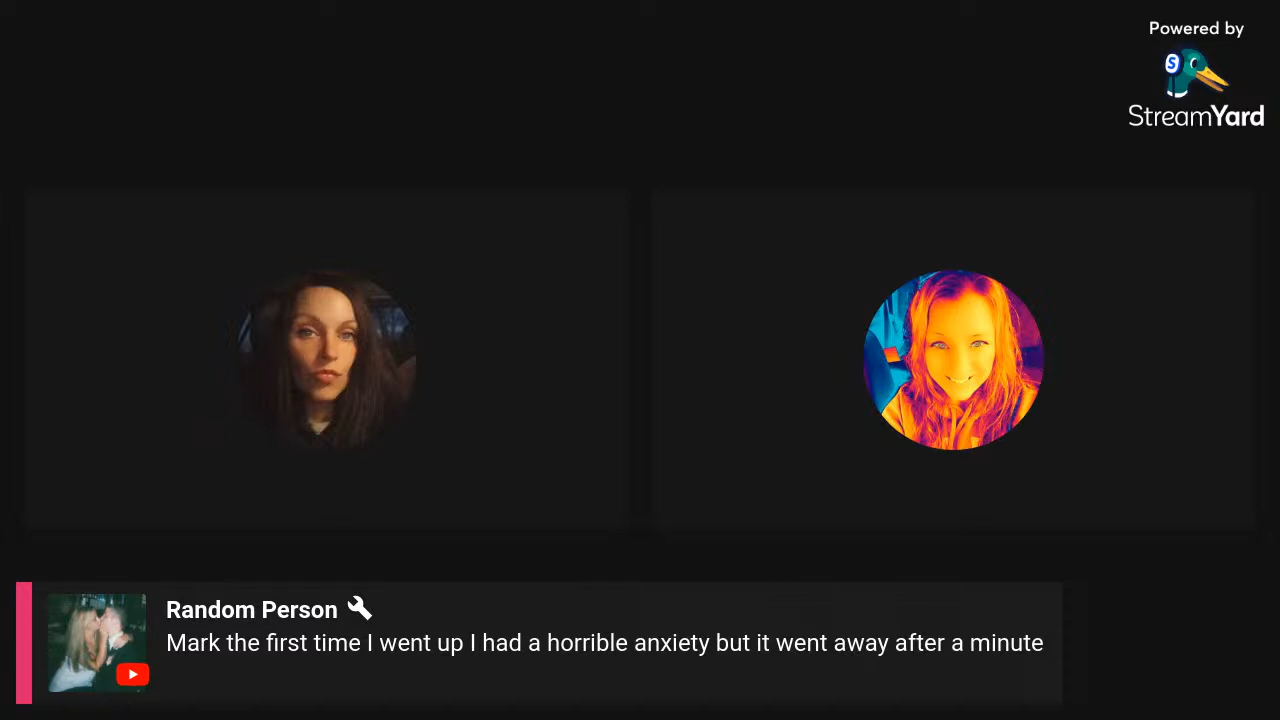 Powered by
S
StreamYard
Random Person
Mark the first time I went up I had a horrible anxiety but it went away after a minute